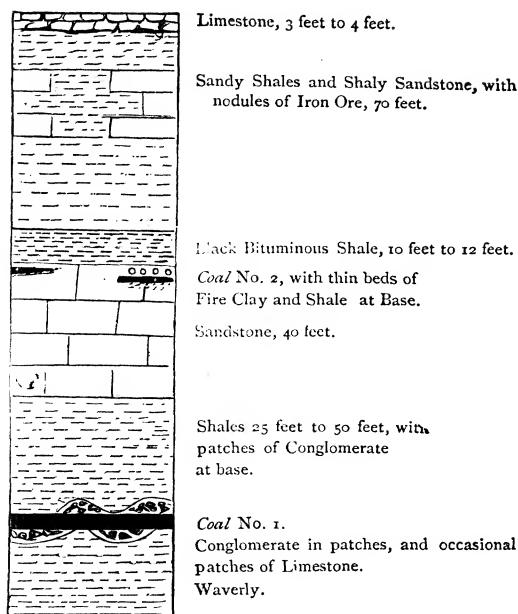 Limestone, 3 feet to 4 feet.
Sandy Shales and Shaly Sandstone, with
nodules of Iron Ore, 70 feet.
Black Bituminous Shale, 10 feet to 12 feet.
Coal No. 2, with thin beds of
Fire Clay and Shale at Base.
Sandstone, 40 feet.
Shales 25 feet to 50 feet, with
patches of Conglomerate
at base.
Coal No. 1.
Conglomerate in patches, and occasional
patches of Limestone.
Waverly.